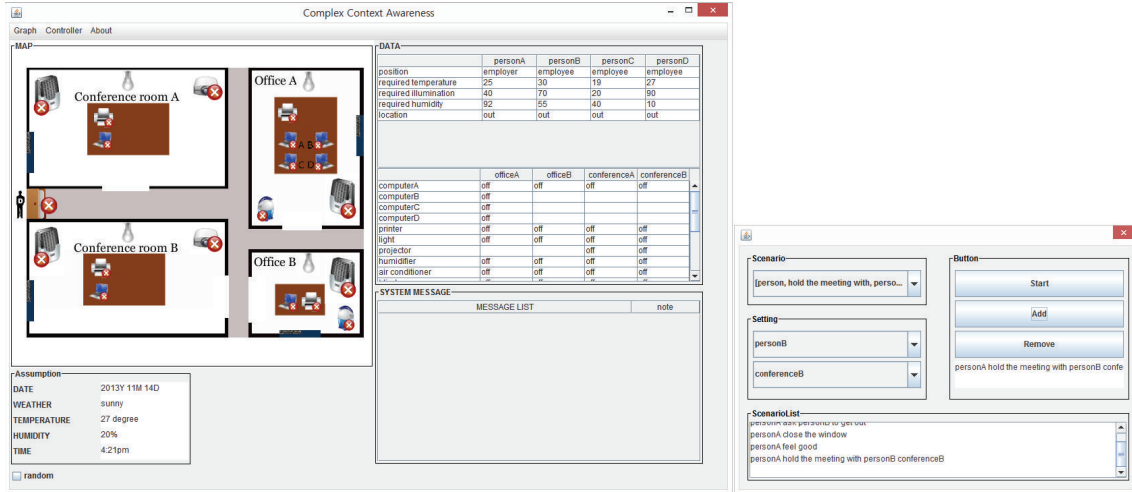 Complex Context Awareness
Graph Controller About
MAP
Conference room A
Office A
A B
C D
D
Conference room B
Office B
DATA
personA personB personC personD
position employer employee employee employee
required temperature 25 30 19 27
required illumination 40 70 20 90
required humidity 92 55 40 10
location out out out out
officeA officeB conferenceA conferenceB
computerA off off off off
computerB off
computerC off
computerD off
printer off off off off
light off off off off
projector off off
humidifier off off off off
air conditioner off off off off
SYSTEM MESSAGE
MESSAGE LIST note
Assumption
DATE 2013Y 11M 14D
WEATHER sunny
TEMPERATURE 27 degree
HUMIDITY 20%
TIME 4:21pm
random
Scenario
[person, hold the meeting with, perso...
Setting
personB
conferenceB
Button
Start
Add
Remove
personA hold the meeting with personB confe
ScenarioList
personA ask personB to get out
personA close the window
personA feel good
personA hold the meeting with personB conferenceB